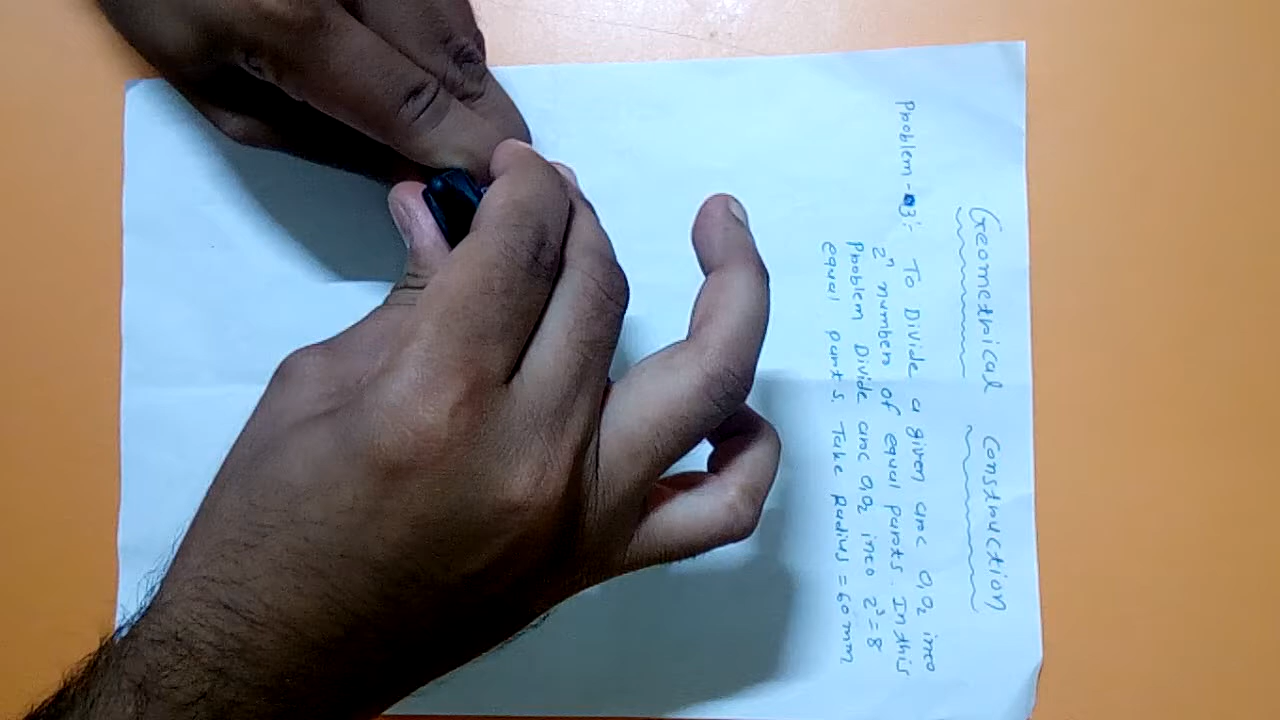 Geometrical Construction
Problem-03:- To Divide a given arc O₁O₂ into
2ⁿ numbers of equal parts. In this
Problem Divide arc O₁O₂ into 2³=8
equal parts. Take Radius = 60mm